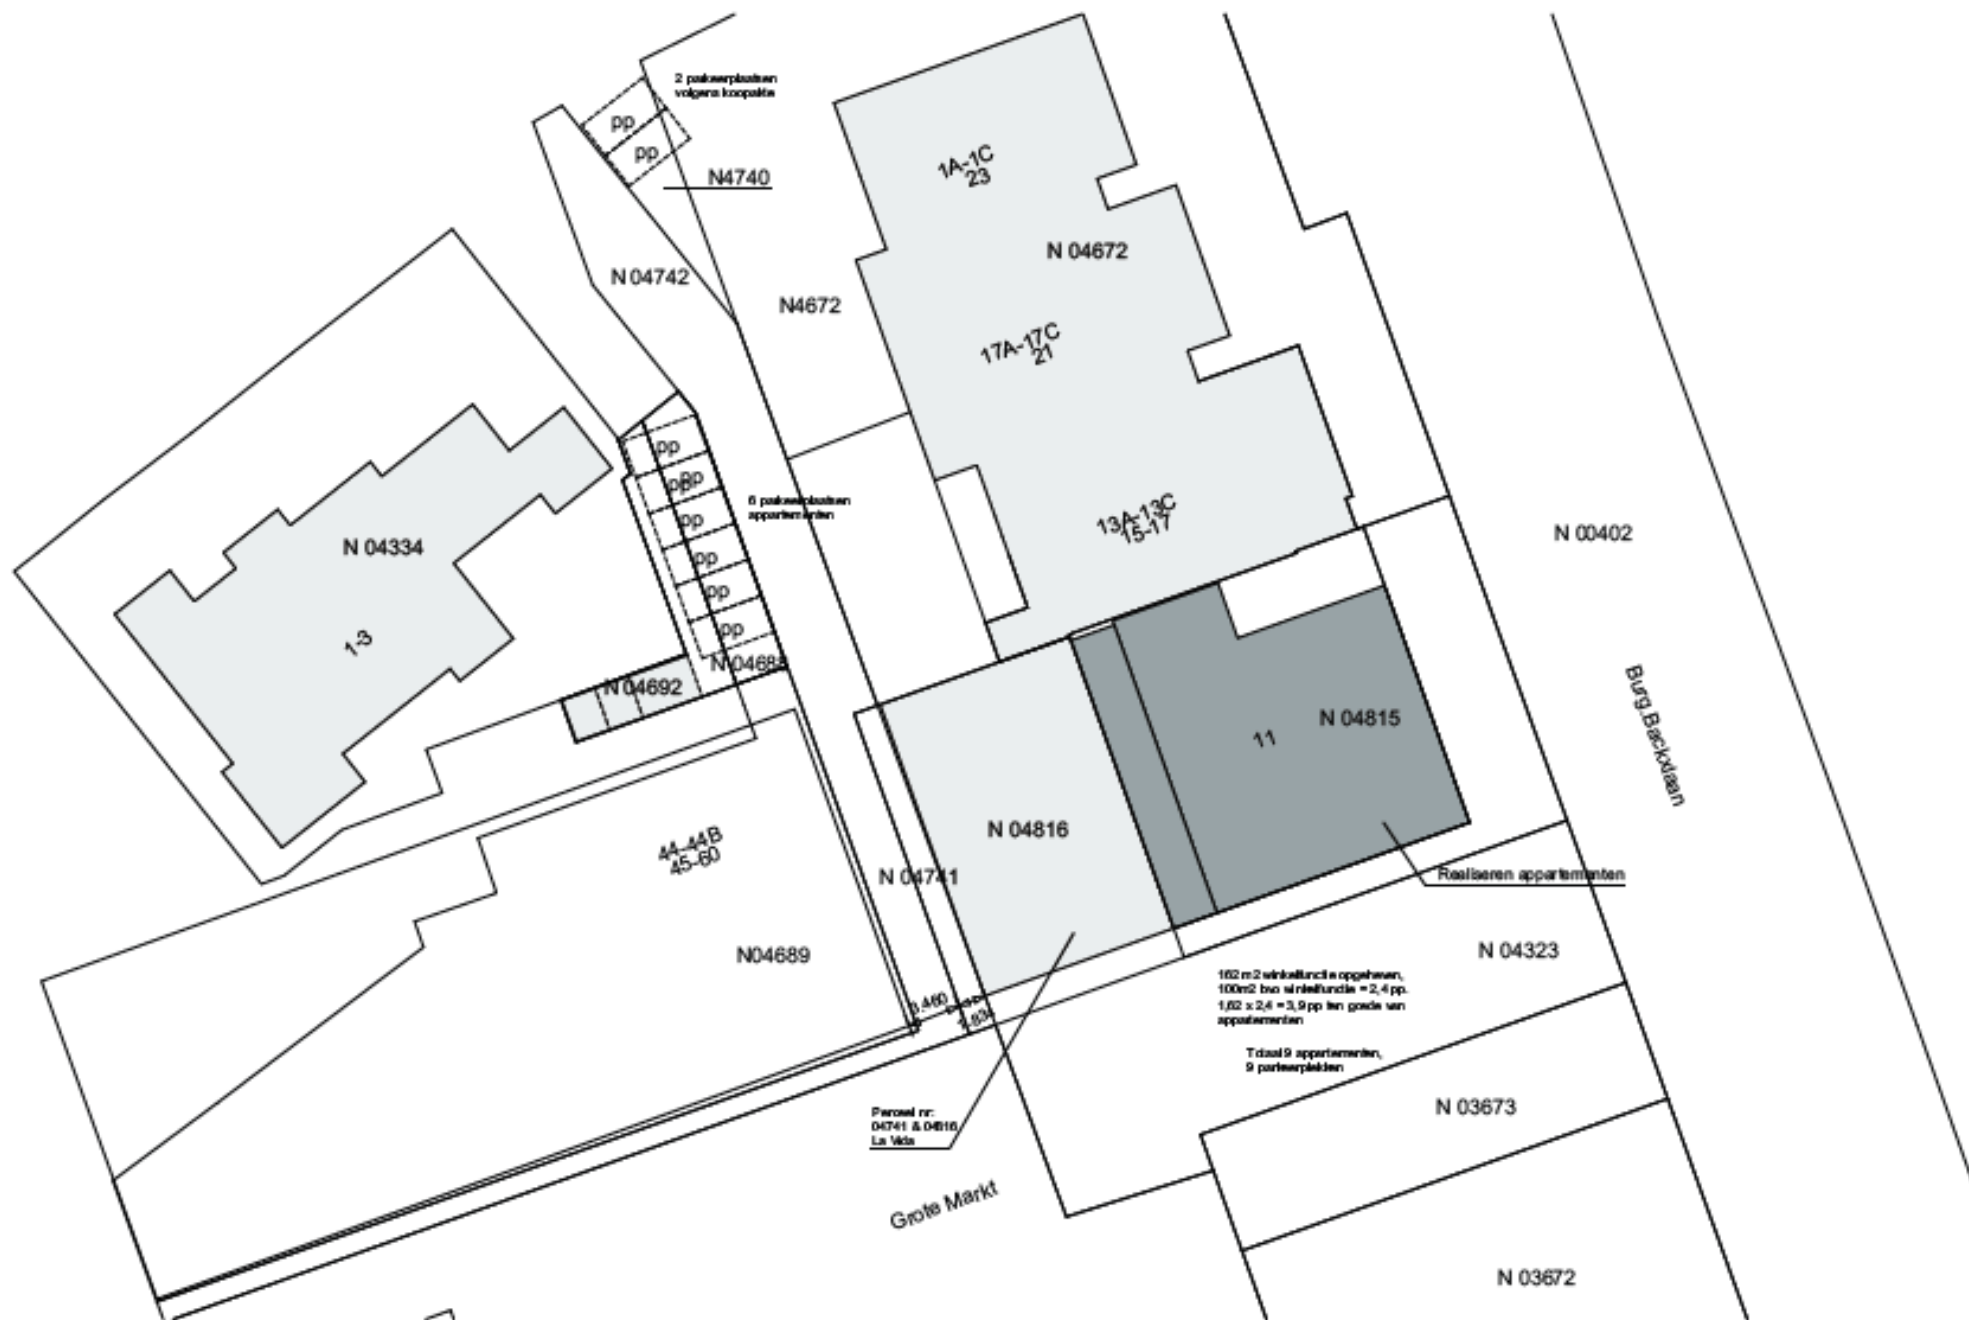 2 parkeerplaatsen
volgens koopakte
pp
pp
N4740
1A-1C
23
N 04672
N 04742
N4672
17A-17C
21
pp
pp
pp
pp
pp
pp
pp
6 parkeerplaatsen
appartementen
13A-13C
15-17
N 00402
N 04334
1-3
N 04688
N 04692
N 04815
11
Burg.Backxlaan
N 04816
44-44B
45-60
N 04741
Realiseren appartementen
N04689
N 04323
162 m2 winkelfunctie opgeheven,
100m2 bvo winkelfunctie = 2,4 pp.
1,62 x 2,4 = 3,9 pp ten goede van
appartementen
3.460
Totaal 9 appartementen,
9 parkeerplekken
Perceel nr:
04741 & 04816
La Vida
N 03673
Grote Markt
N 03672